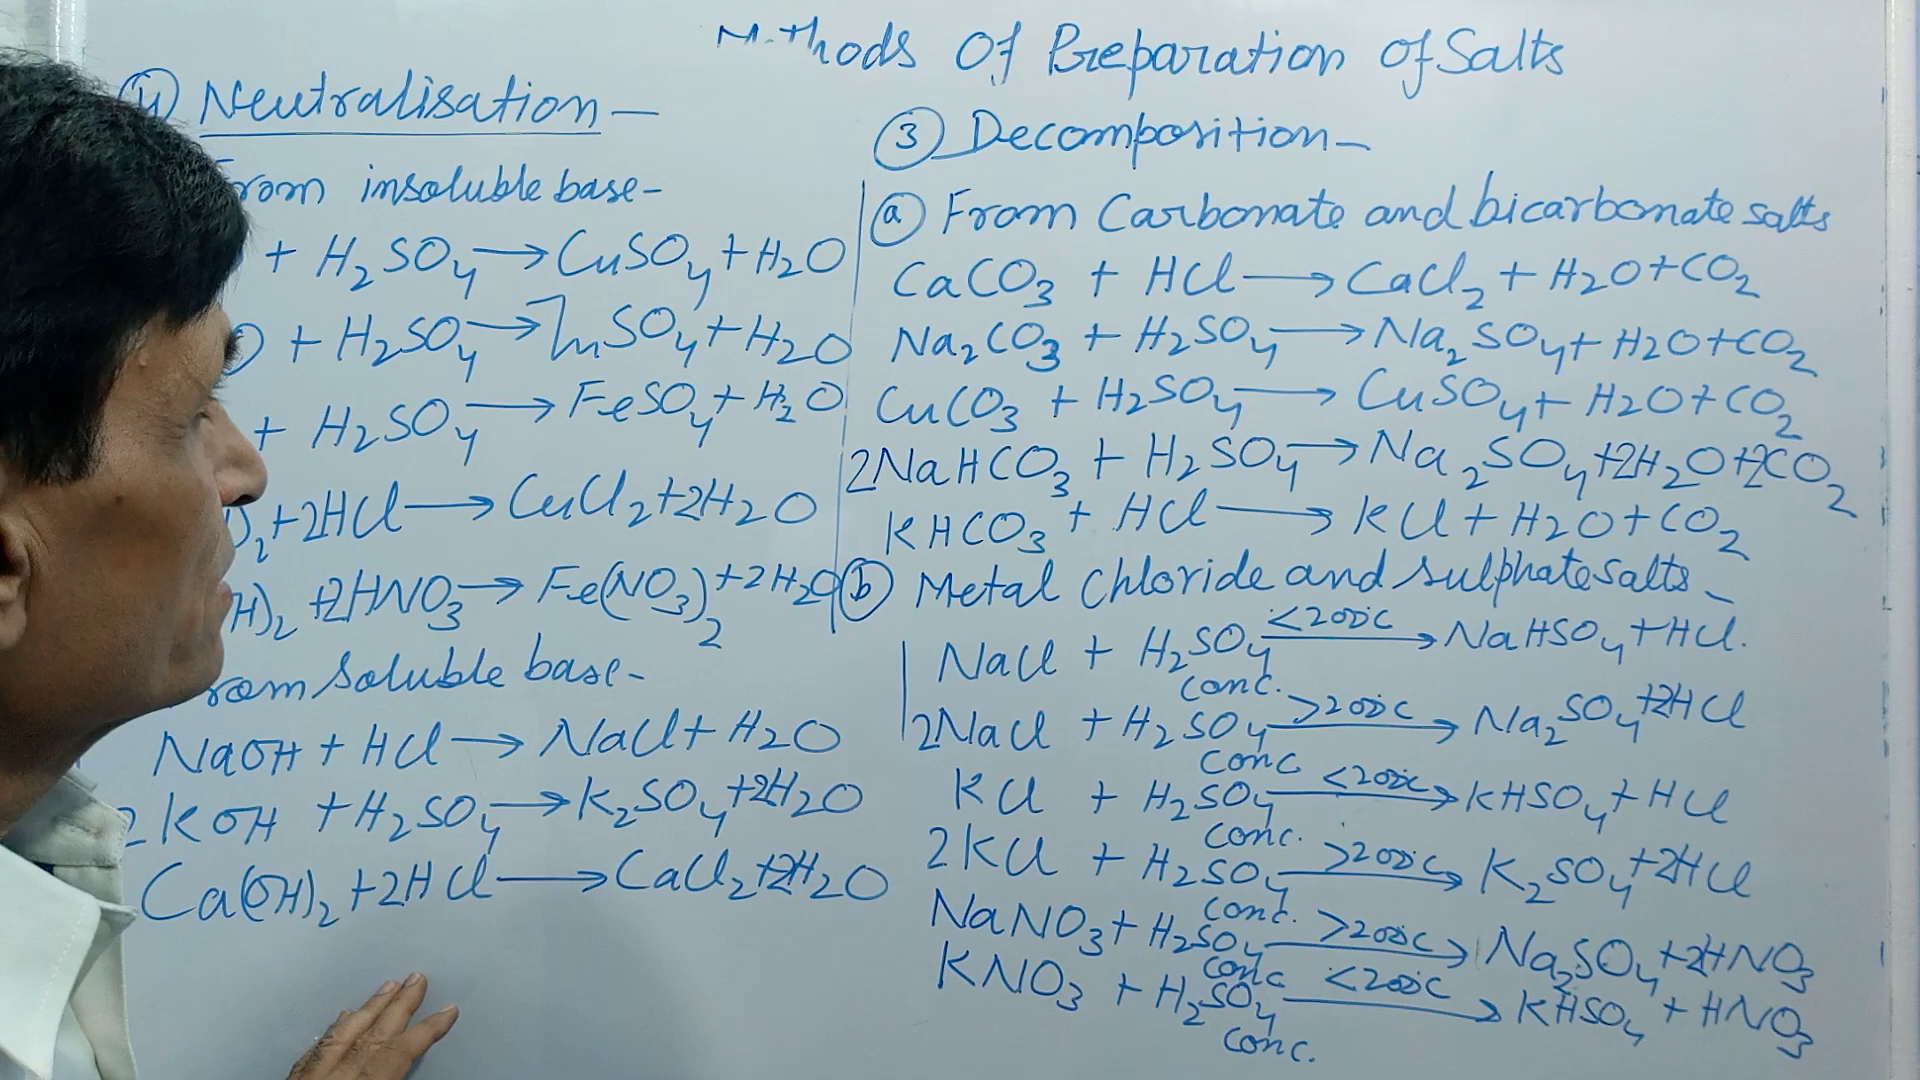 Methods Of Preparation of Salts
Neutralisation —
rom insoluble base-
+ H2SO4 → CuSO4 + H2O
O + H2SO4 → ZnSO4 + H2O
+ H2SO4 → FeSO4 + H2O
)2 + 2HCl → CuCl2 + 2H2O
H)2 + 2HNO3 → Fe(NO3)2 + 2H2O
rom Soluble base-
NaOH + HCl → NaCl + H2O
2KOH + H2SO4 → K2SO4 + 2H2O
Ca(OH)2 + 2HCl → CaCl2 + 2H2O
③ Decomposition-
ⓐ From Carbonate and bicarbonate salts
CaCO3 + HCl → CaCl2 + H2O + CO2
Na2CO3 + H2SO4 → Na2SO4 + H2O + CO2
CuCO3 + H2SO4 → CuSO4 + H2O + CO2
2NaHCO3 + H2SO4 → Na2SO4 + 2H2O + 2CO2
KHCO3 + HCl → KCl + H2O + CO2
ⓑ Metal Chloride and sulphate salts-
<200°C
NaCl + H2SO4 → NaHSO4 + HCl.
conc. >200°C
2NaCl + H2SO4 → Na2SO4 + 2HCl
conc <200°C
KCl + H2SO4 → KHSO4 + HCl
conc. >200°C
2KCl + H2SO4 → K2SO4 + 2HCl
conc. >200°C
NaNO3 + H2SO4 → Na2SO4 + 2HNO3
conc <200°C
KNO3 + H2SO4 → KHSO4 + HNO3
conc.